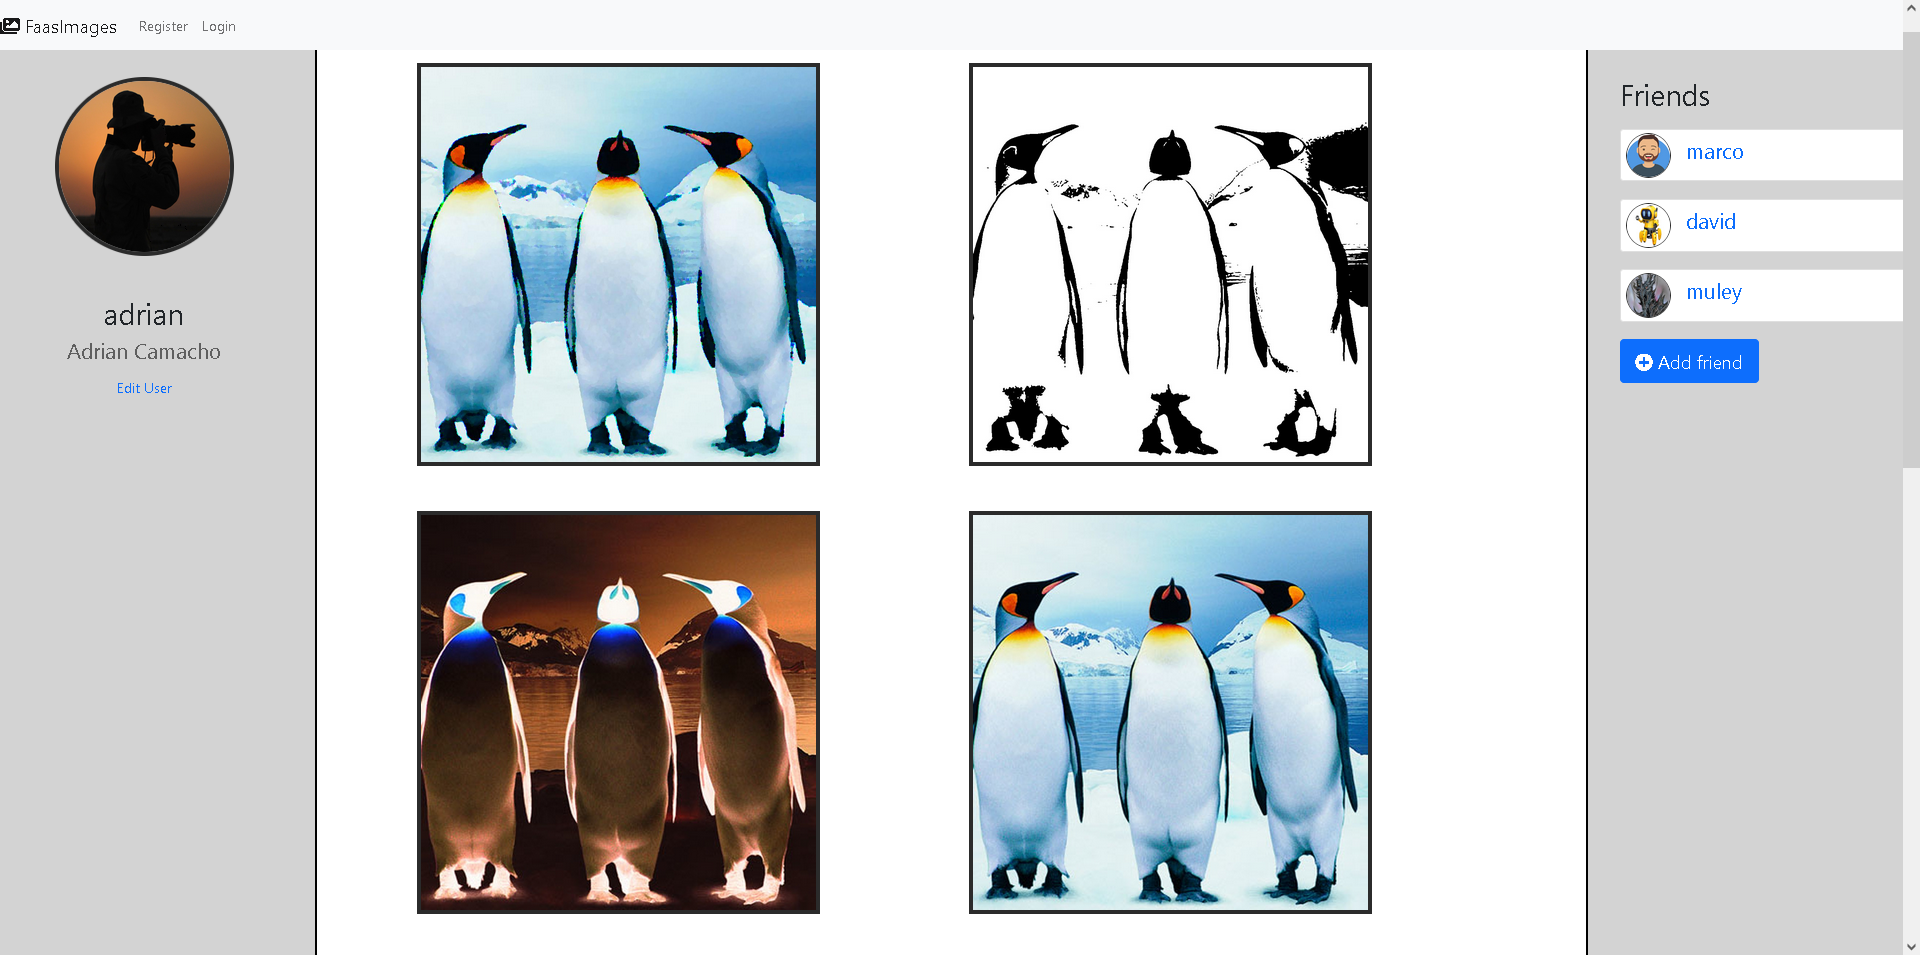 FaasImages Register Login
adrian
Adrian Camacho
Edit User
Friends
marco
david
muley
Add friend